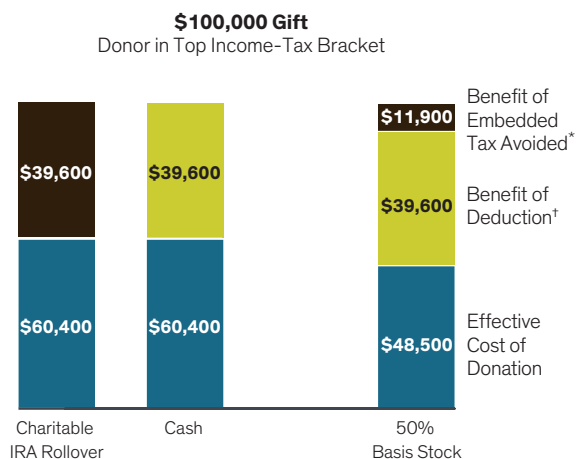 $100,000 Gift
Donor in Top Income-Tax Bracket
$39,600
$60,400
$39,600
$60,400
$11,900
$39,600
$48,500
Benefit of
Embedded
Tax Avoided*
Benefit of
Deduction†
Effective
Cost of
Donation
Charitable
IRA Rollover
Cash
50%
Basis Stock